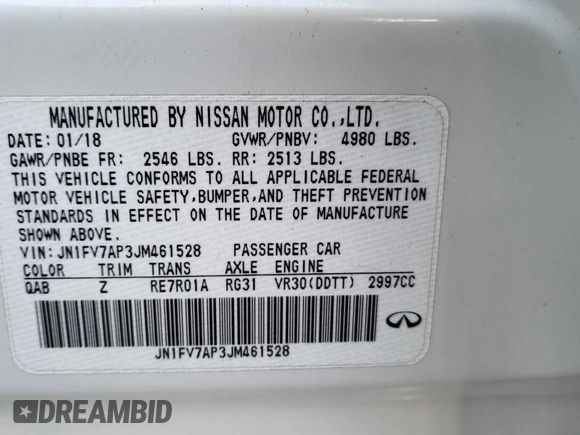 MANUFACTURED BY NISSAN MOTOR CO.,LTD.
DATE: 01/18 GVWR/PNBV: 4980 LBS.
GAWR/PNBE FR: 2546 LBS. RR: 2513 LBS.
THIS VEHICLE CONFORMS TO ALL APPLICABLE FEDERAL
MOTOR VEHICLE SAFETY,BUMPER,AND THEFT PREVENTION
STANDARDS IN EFFECT ON THE DATE OF MANUFACTURE
SHOWN ABOVE.
VIN:JN1FV7AP3JM461528 PASSENGER CAR
COLOR TRIM TRANS AXLE ENGINE
QAB Z RE7R01A RG31 VR30(DDTT) 2997CC
JN1FV7AP3JM461528
DREAMBID